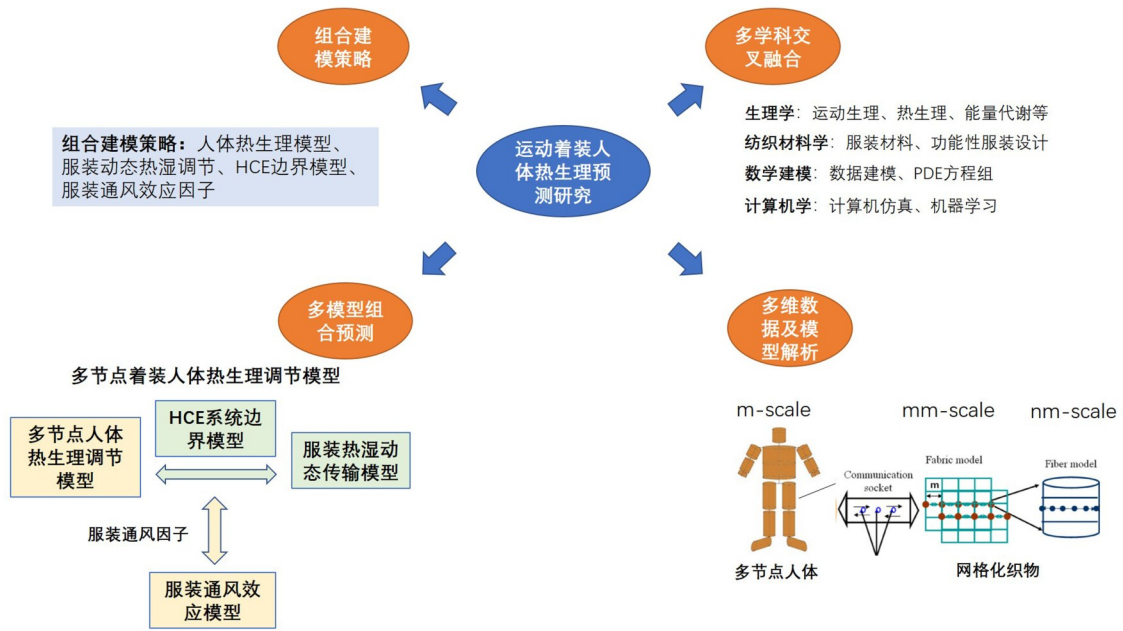 组合建
模策略
多学科交
叉融合
组合建模策略：人体热生理模型、
服装动态热湿调节、HCE边界模型、
服装通风效应因子
运动着装人
体热生理预
测研究
生理学：运动生理、热生理、能量代谢等
纺织材料学：服装材料、功能性服装设计
数学建模：数据建模、PDE方程组
计算机学：计算机仿真、机器学习
多模型组
合预测
多维数
据及模
型解析
多节点着装人体热生理调节模型
多节点人体
热生理调节
模型
HCE系统边
界模型
服装热湿动
态传输模型
服装通风因子
服装通风效
应模型
m-scale
mm-scale
nm-scale
Communication
socket
Fabric model
m
Fiber model
多节点人体
网格化织物